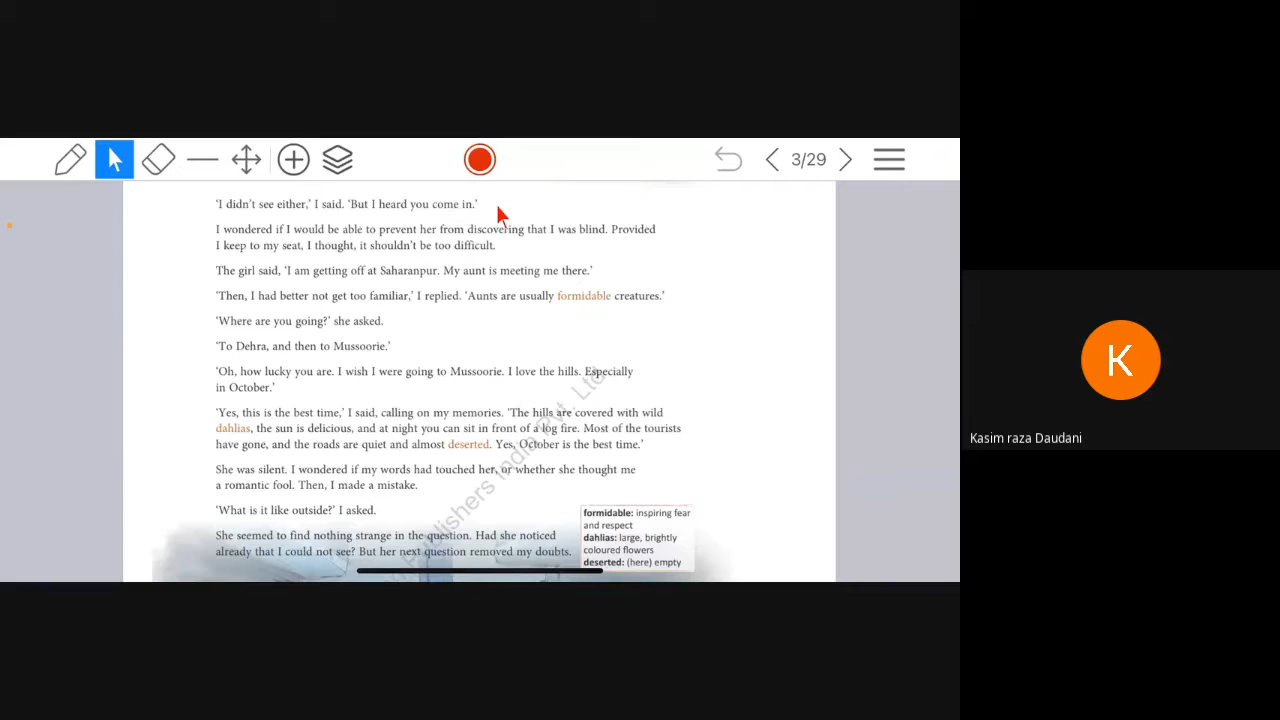 3/29
‘I didn’t see either,’ I said. ‘But I heard you come in.’
I wondered if I would be able to prevent her from discovering that I was blind. Provided
I keep to my seat, I thought, it shouldn’t be too difficult.
The girl said, ‘I am getting off at Saharanpur. My aunt is meeting me there.’
‘Then, I had better not get too familiar,’ I replied. ‘Aunts are usually formidable creatures.’
‘Where are you going?’ she asked.
‘To Dehra, and then to Mussoorie.’
‘Oh, how lucky you are. I wish I were going to Mussoorie. I love the hills. Especially
in October.’
‘Yes, this is the best time,’ I said, calling on my memories. ‘The hills are covered with wild
dahlias, the sun is delicious, and at night you can sit in front of a log fire. Most of the tourists
have gone, and the roads are quiet and almost deserted. Yes, October is the best time.’
She was silent. I wondered if my words had touched her, or whether she thought me
a romantic fool. Then, I made a mistake.
‘What is it like outside?’ I asked.
She seemed to find nothing strange in the question. Had she noticed
already that I could not see? But her next question removed my doubts.
formidable: inspiring fear
and respect
dahlias: large, brightly
coloured flowers
deserted: (here) empty
Publishers India Pvt. Ltd
K
Kasim raza Daudani